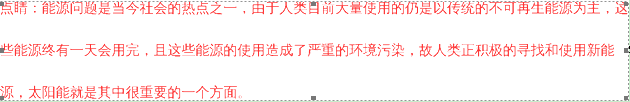 点睛：能源问题是当今社会的热点之一，由于人类目前大量使用的仍是以传统的不可再生能源为主，这
些能源终有一天会用完，且这些能源的使用造成了严重的环境污染，故人类正积极的寻找和使用新能
源，太阳能就是其中很重要的一个方面。